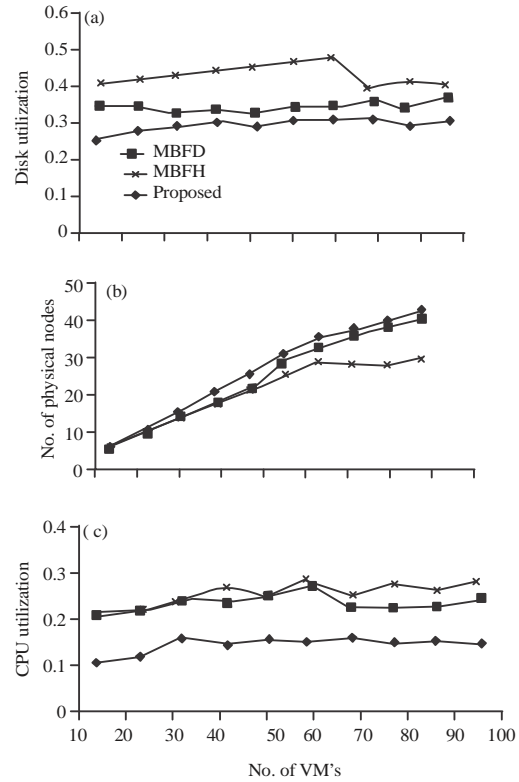 (a)
Disk utilization
0.6
0.5
0.4
0.3
0.2
0.1
0
MBFD
MBFH
Proposed
(b)
No. of physical nodes
50
40
30
20
10
0
( c)
CPU utilization
0.4
0.3
0.2
0.1
0
10 20 30 40 50 60 70 80 90 100
No. of VM's